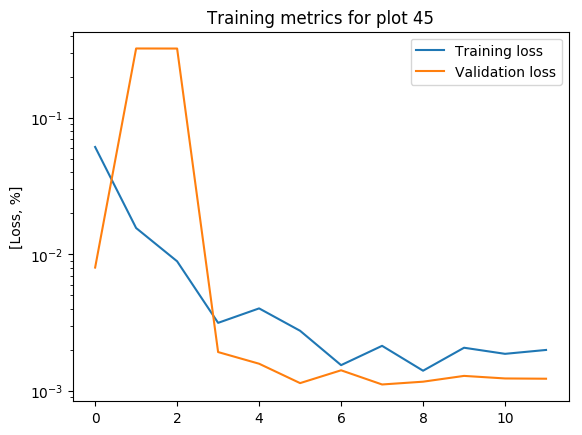 Training metrics for plot 45
Training loss
Validation loss
[Loss, %]
10⁻¹
10⁻²
10⁻³
0 2 4 6 8 10